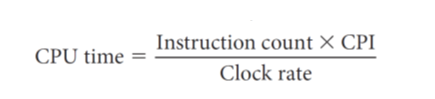 CPU time = Instruction count × CPI
Clock rate